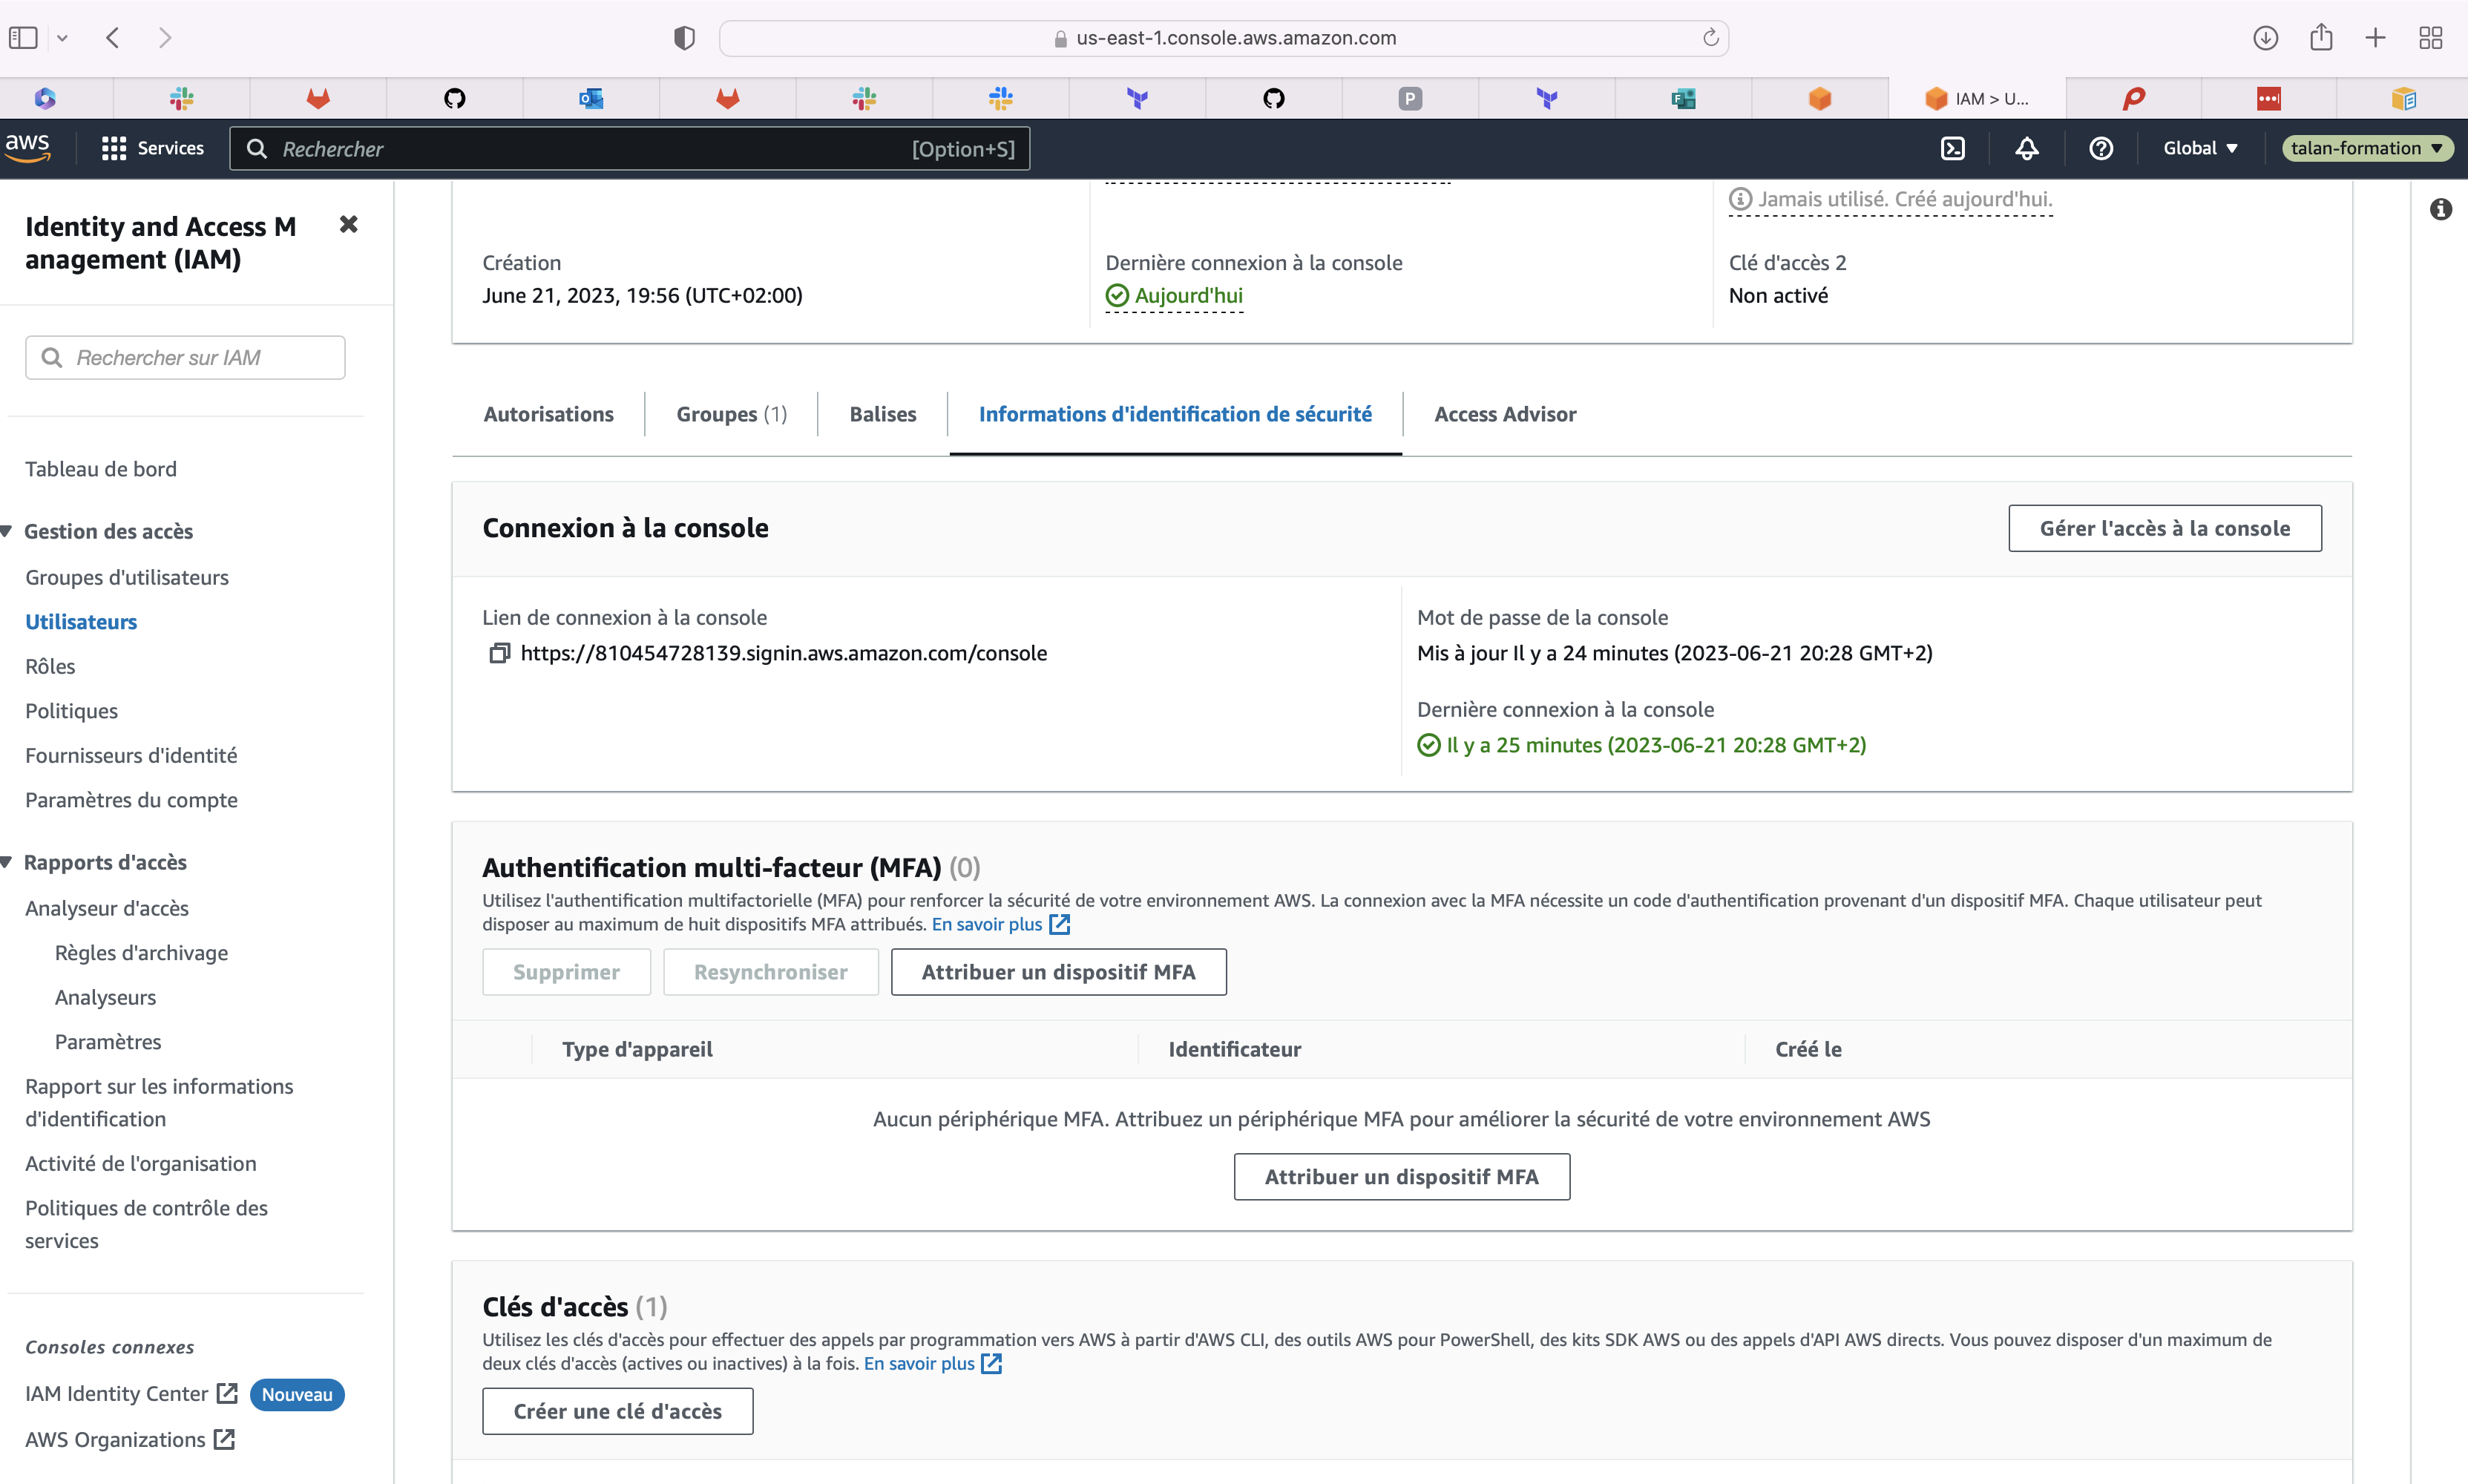 us-east-1.console.aws.amazon.com
P
IAM > U...
aws
Services
Rechercher
[Option+S]
Global
talan-formation
Identity and Access M
anagement (IAM)
Rechercher sur IAM
Tableau de bord
Gestion des accès
Groupes d'utilisateurs
Utilisateurs
Rôles
Politiques
Fournisseurs d'identité
Paramètres du compte
Rapports d'accès
Analyseur d'accès
Règles d'archivage
Analyseurs
Paramètres
Rapport sur les informations
d'identification
Activité de l'organisation
Politiques de contrôle des
services
Consoles connexes
IAM Identity Center Nouveau
AWS Organizations
Jamais utilisé. Créé aujourd'hui.
Création
June 21, 2023, 19:56 (UTC+02:00)
Dernière connexion à la console
Aujourd'hui
Clé d'accès 2
Non activé
Autorisations
Groupes (1)
Balises
Informations d'identification de sécurité
Access Advisor
Connexion à la console
Gérer l'accès à la console
Lien de connexion à la console
https://810454728139.signin.aws.amazon.com/console
Mot de passe de la console
Mis à jour Il y a 24 minutes (2023-06-21 20:28 GMT+2)
Dernière connexion à la console
Il y a 25 minutes (2023-06-21 20:28 GMT+2)
Authentification multi-facteur (MFA) (0)
Utilisez l'authentification multifactorielle (MFA) pour renforcer la sécurité de votre environnement AWS. La connexion avec la MFA nécessite un code d'authentification provenant d'un dispositif MFA. Chaque utilisateur peut
disposer au maximum de huit dispositifs MFA attribués. En savoir plus
Supprimer
Resynchroniser
Attribuer un dispositif MFA
Type d'appareil
Identificateur
Créé le
Aucun périphérique MFA. Attribuez un périphérique MFA pour améliorer la sécurité de votre environnement AWS
Attribuer un dispositif MFA
Clés d'accès (1)
Utilisez les clés d'accès pour effectuer des appels par programmation vers AWS à partir d'AWS CLI, des outils AWS pour PowerShell, des kits SDK AWS ou des appels d'API AWS directs. Vous pouvez disposer d'un maximum de
deux clés d'accès (actives ou inactives) à la fois. En savoir plus
Créer une clé d'accès